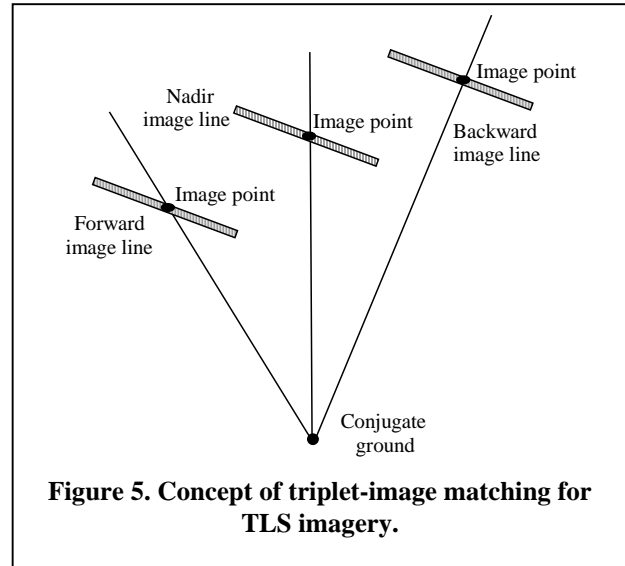 Image point
Nadir
image line
Image point
Backward
image line
Image point
Forward
image line
Conjugate
ground
Figure 5. Concept of triplet-image matching for
TLS imagery.